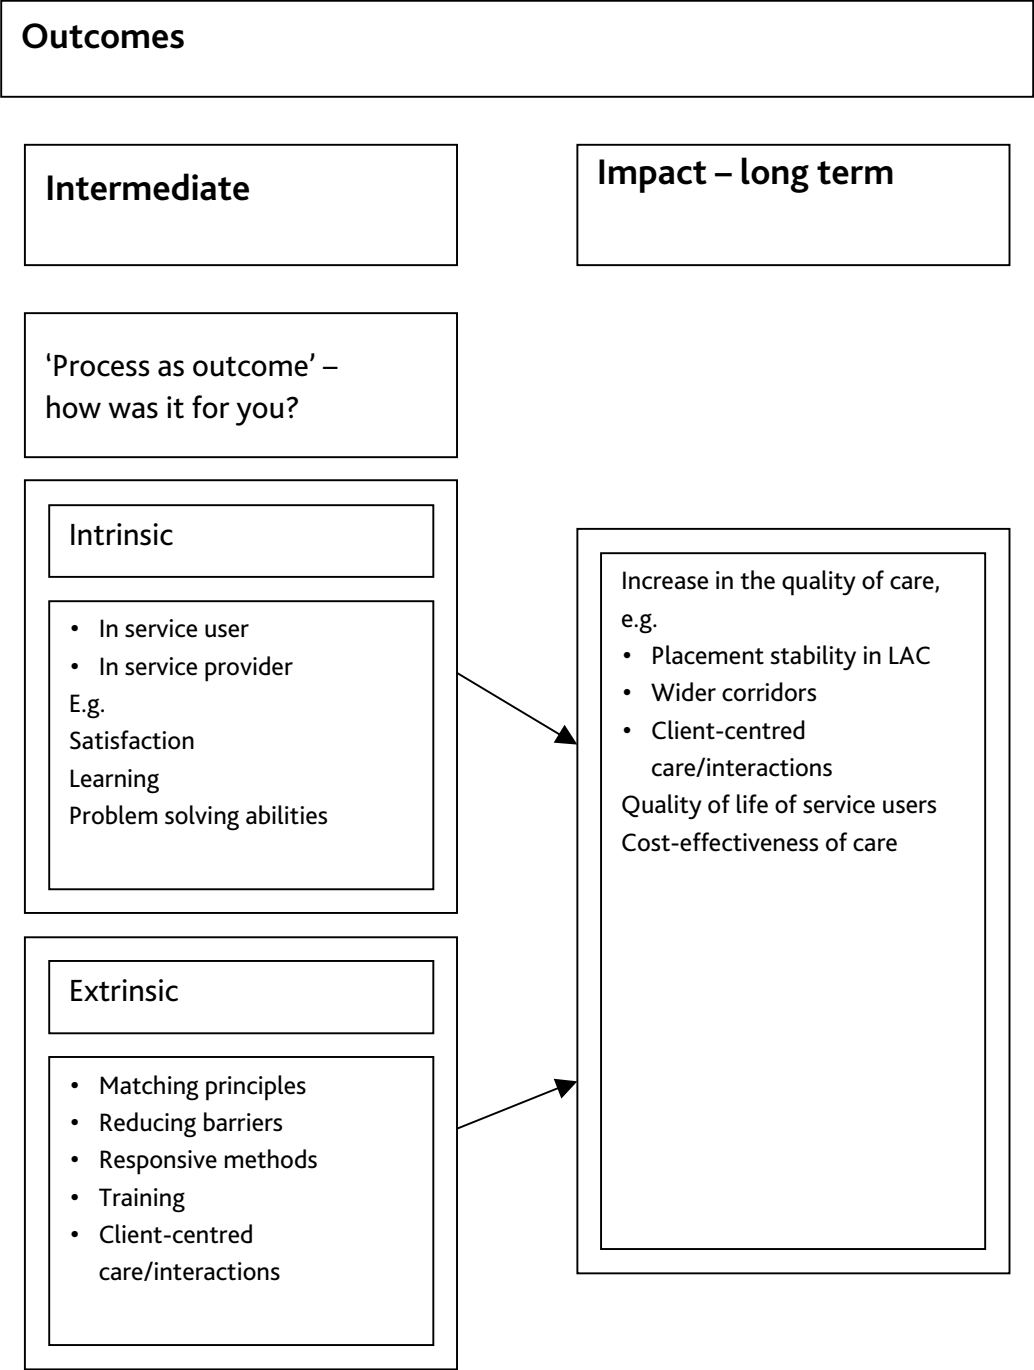 Outcomes
Intermediate
Impact – long term
‘Process as outcome’ –
how was it for you?
Intrinsic
• In service user
• In service provider
E.g.
Satisfaction
Learning
Problem solving abilities
Increase in the quality of care,
e.g.
• Placement stability in LAC
• Wider corridors
• Client-centred
care/interactions
Quality of life of service users
Cost-effectiveness of care
Extrinsic
• Matching principles
• Reducing barriers
• Responsive methods
• Training
• Client-centred
care/interactions